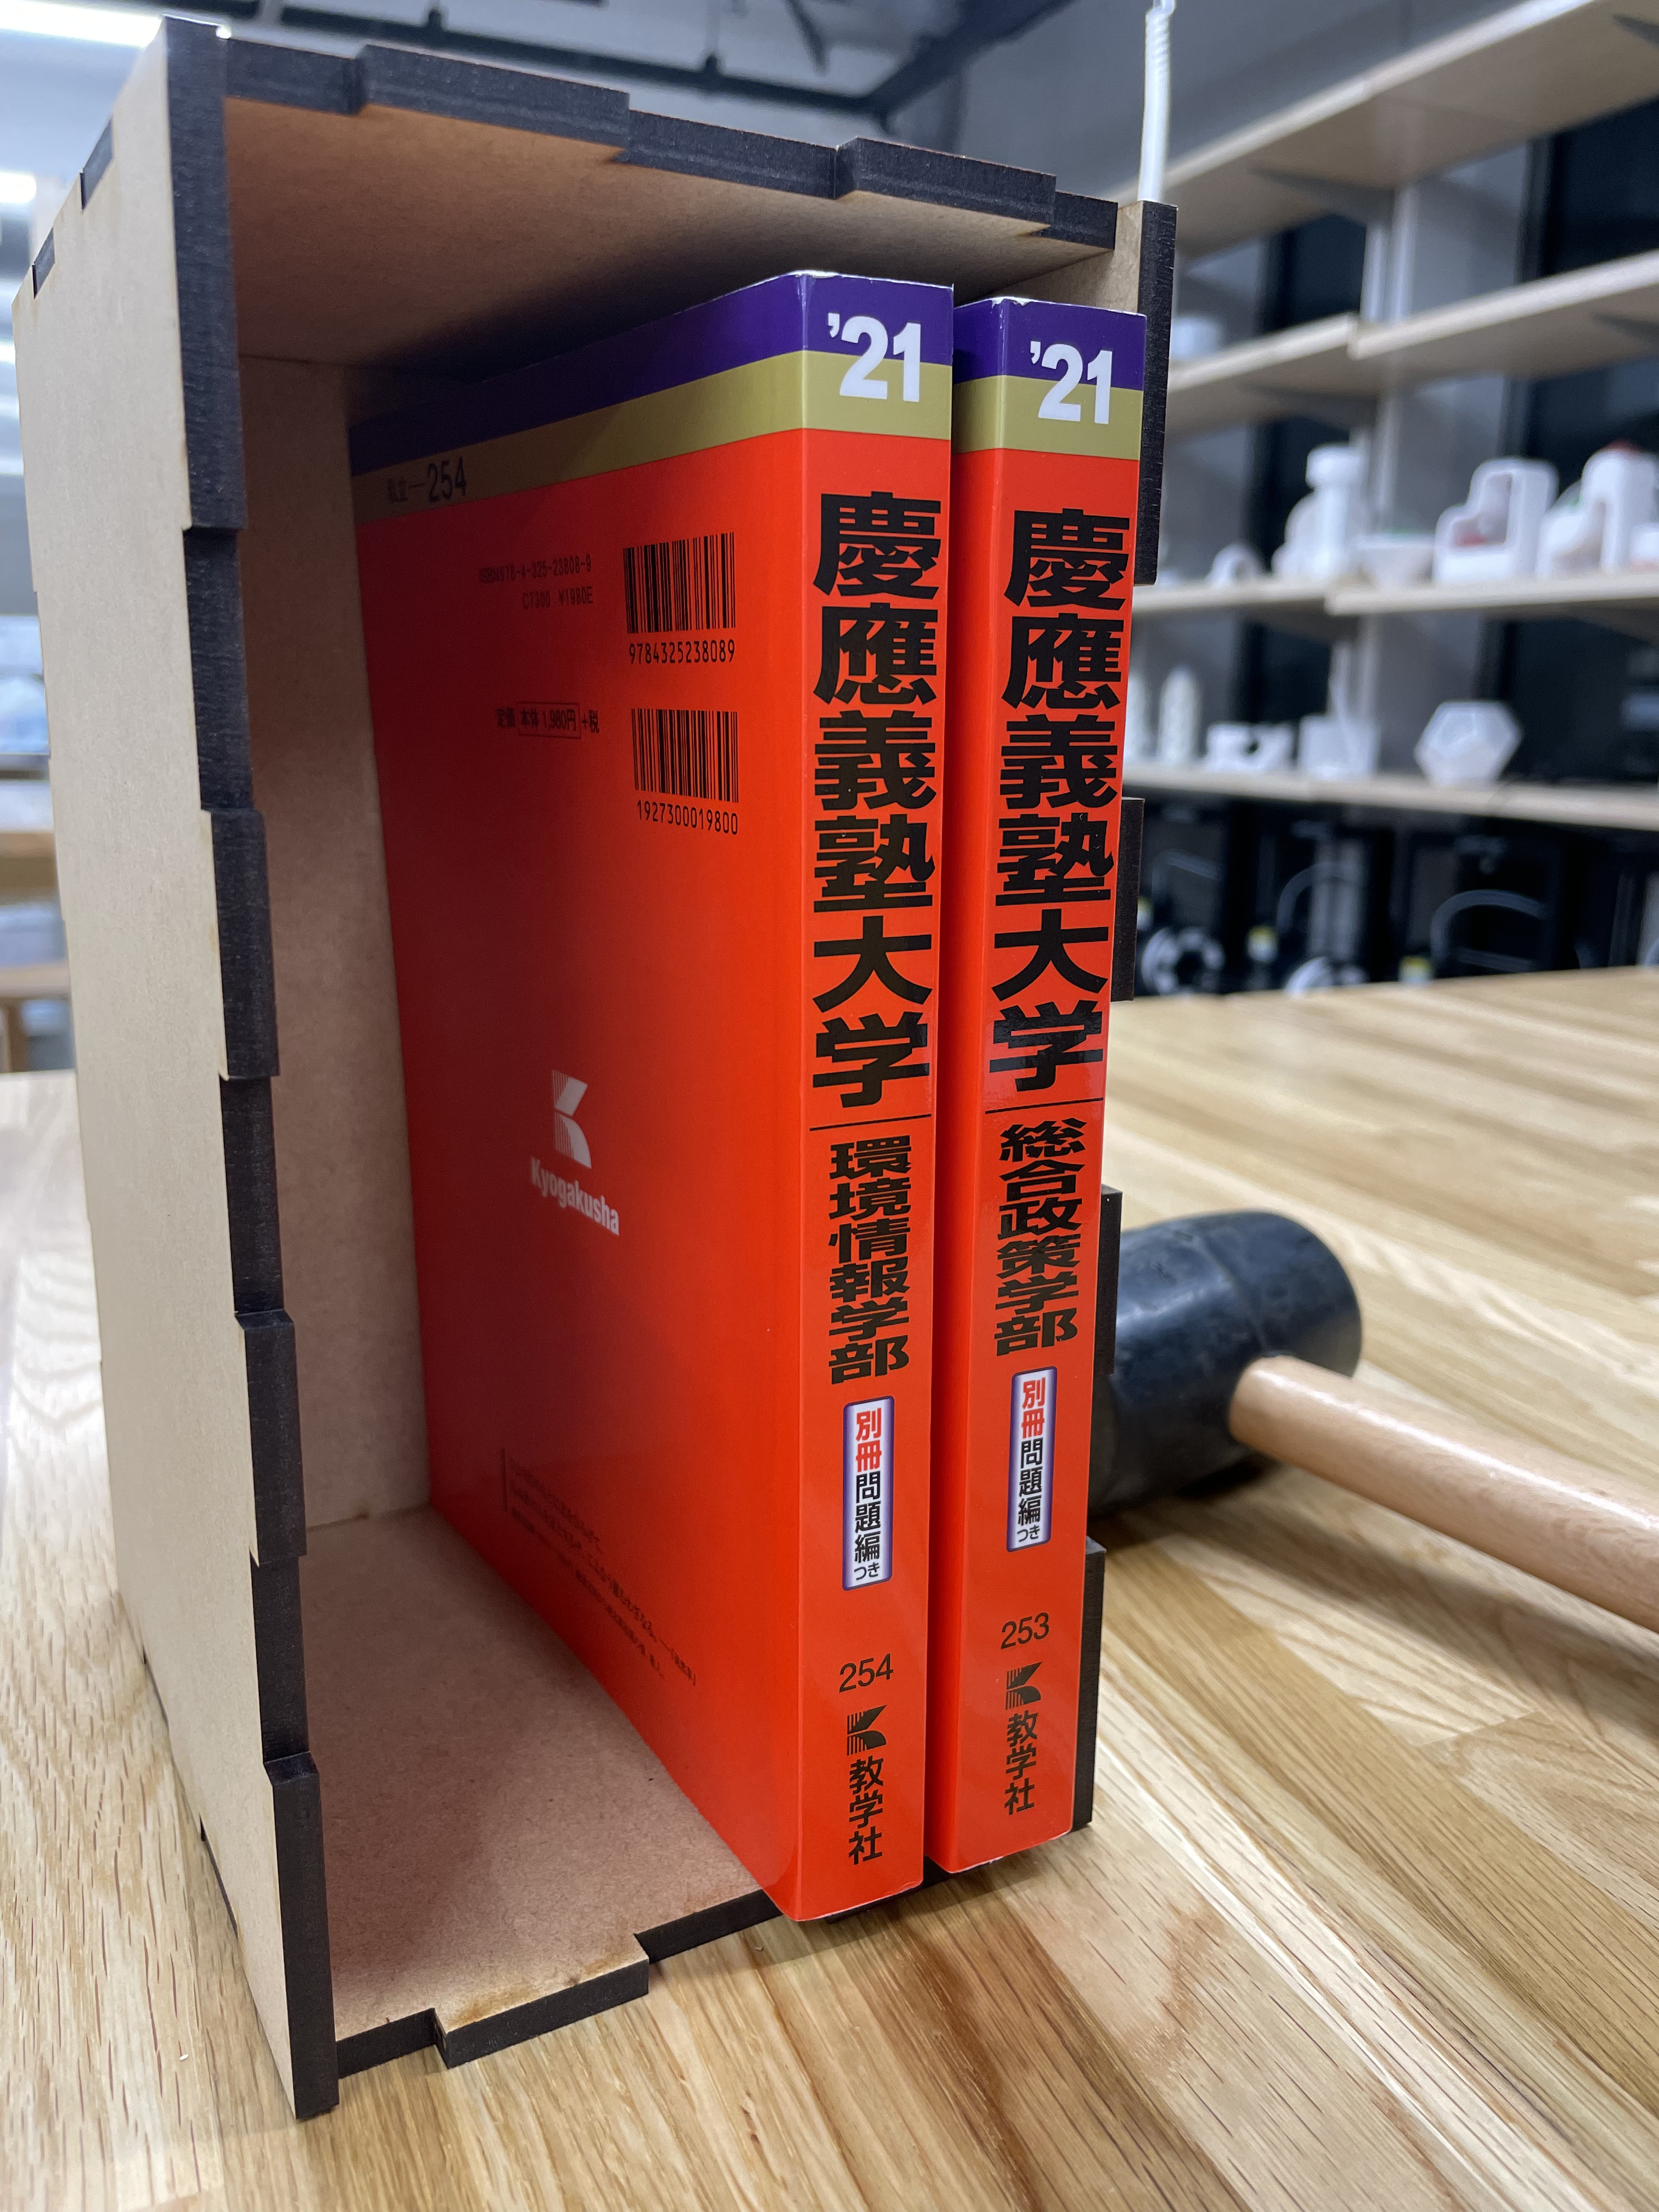 私立—254
ISBN978-4-325-23808-9
C7300 ¥1980E
9784325238089
定価 本体1,980円+税
1927300019800
Kyogakusha
'21
慶應義塾大学
環境情報学部
別冊問題編つき
254
教学社
'21
慶應義塾大学
総合政策学部
別冊問題編つき
253
教学社